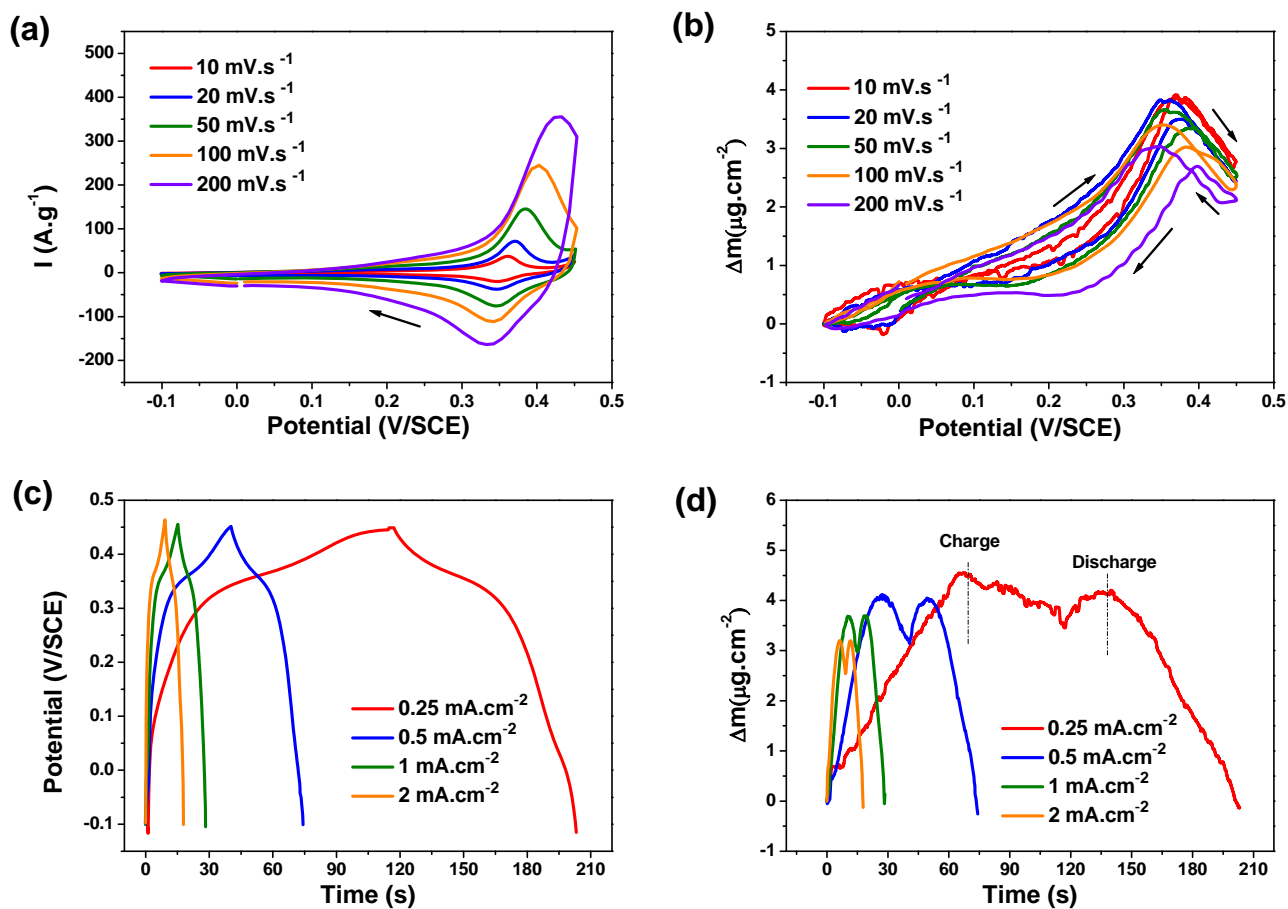 (a)
I (A.g⁻¹)
500
400
300
200
100
0
-100
-200
10 mV.s ⁻¹
20 mV.s ⁻¹
50 mV.s ⁻¹
100 mV.s ⁻¹
200 mV.s ⁻¹
-0.1 0.0 0.1 0.2 0.3 0.4 0.5
Potential (V/SCE)
(b)
Δm(μg.cm⁻²)
5
4
3
2
1
0
-1
10 mV.s ⁻¹
20 mV.s ⁻¹
50 mV.s ⁻¹
100 mV.s ⁻¹
200 mV.s ⁻¹
-0.1 0.0 0.1 0.2 0.3 0.4 0.5
Potential (V/SCE)
(c)
Potential (V/SCE)
0.5
0.4
0.3
0.2
0.1
0.0
-0.1
0.25 mA.cm⁻²
0.5 mA.cm⁻²
1 mA.cm⁻²
2 mA.cm⁻²
0 30 60 90 120 150 180 210
Time (s)
(d)
Δm(μg.cm⁻²)
6
5
4
3
2
1
0
-1
Charge
Discharge
0.25 mA.cm⁻²
0.5 mA.cm⁻²
1 mA.cm⁻²
2 mA.cm⁻²
0 30 60 90 120 150 180 210
Time (s)